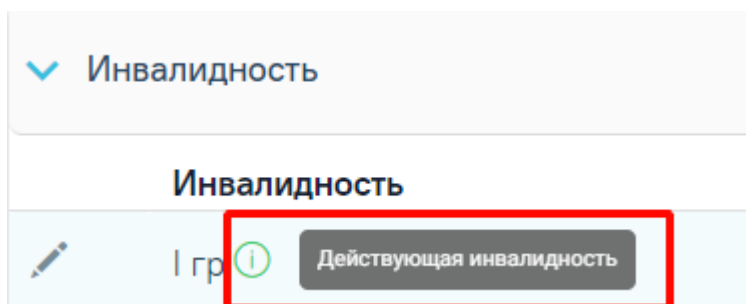 Инвалидность
Инвалидность
I гр
Действующая инвалидность